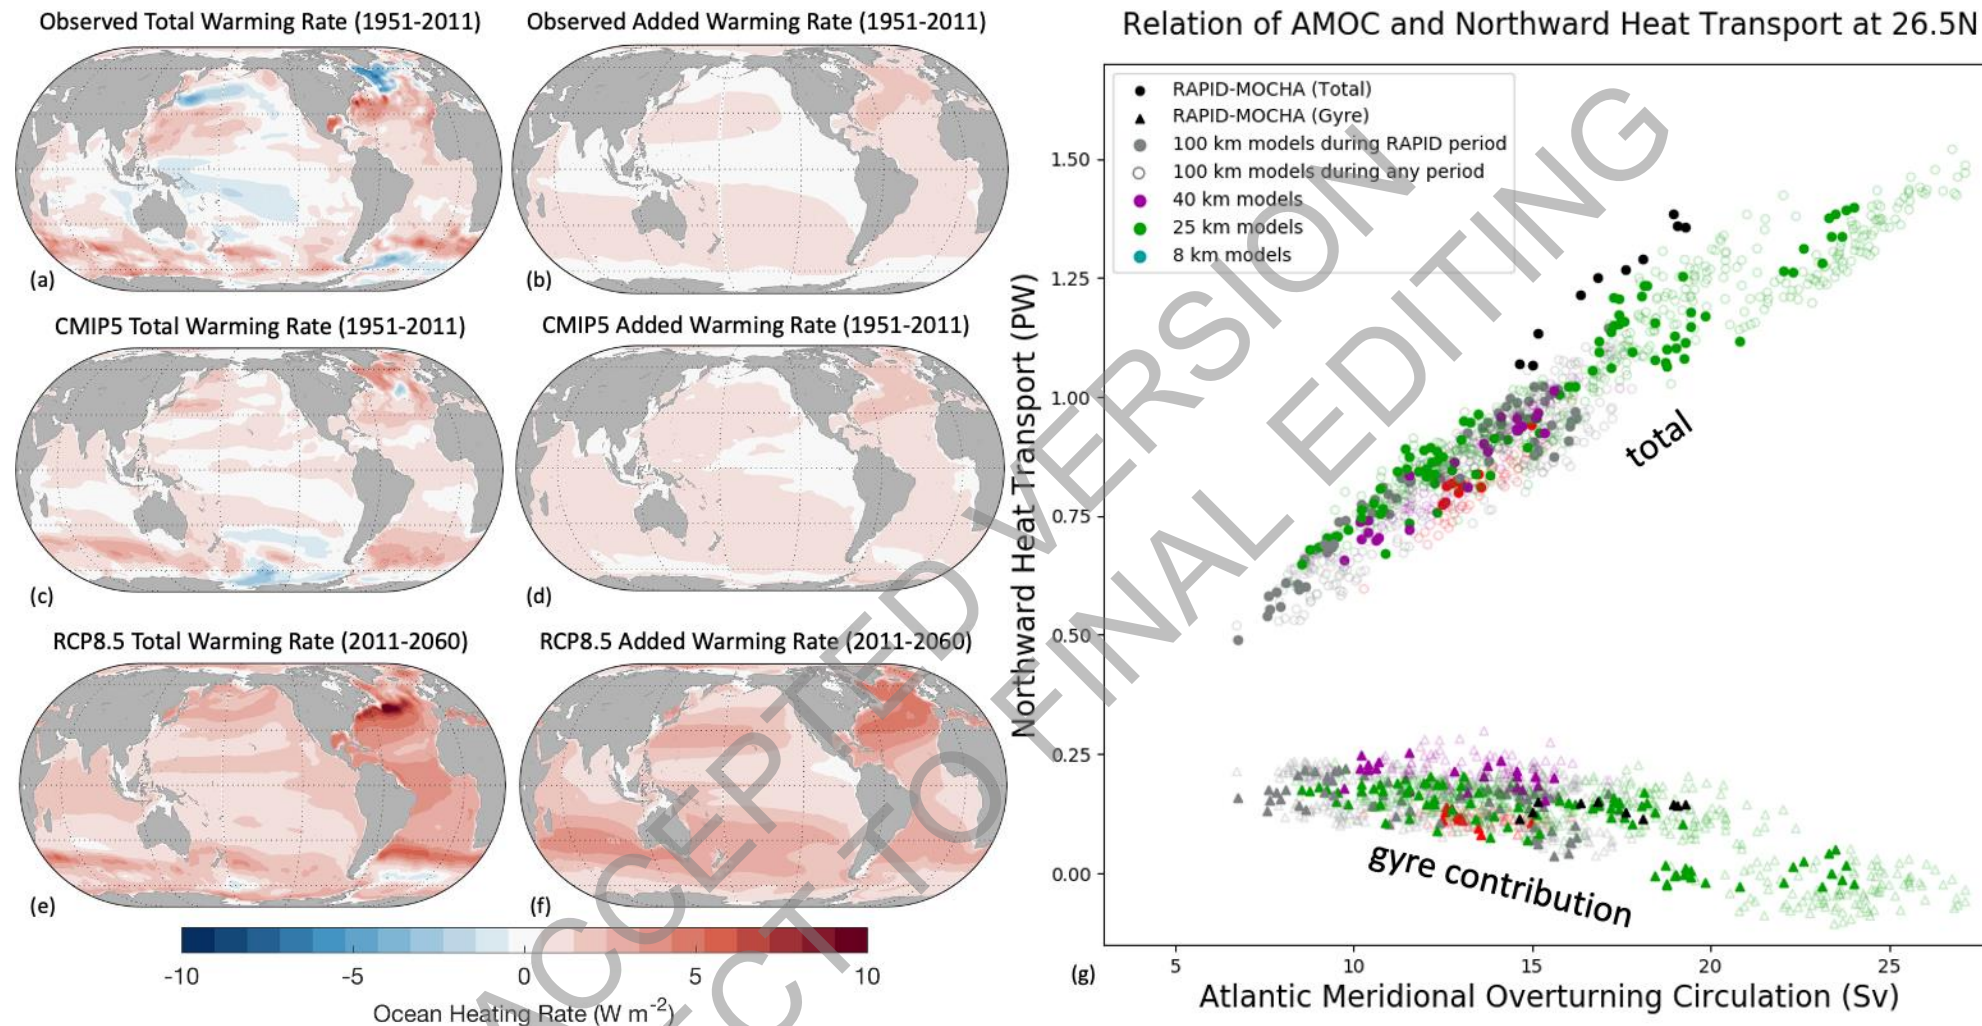 Observed Total Warming Rate (1951-2011)
Observed Added Warming Rate (1951-2011)
(a)
(b)
CMIP5 Total Warming Rate (1951-2011)
CMIP5 Added Warming Rate (1951-2011)
(c)
(d)
RCP8.5 Total Warming Rate (2011-2060)
RCP8.5 Added Warming Rate (2011-2060)
(e)
(f)
-10
-5
0
5
10
Ocean Heating Rate (W m⁻²)
Relation of AMOC and Northward Heat Transport at 26.5N
RAPID-MOCHA (Total)
RAPID-MOCHA (Gyre)
100 km models during RAPID period
100 km models during any period
40 km models
25 km models
8 km models
Northward Heat Transport (PW)
1.50
1.25
1.00
0.75
0.50
0.25
0.00
total
gyre contribution
(g)
5
10
15
20
25
Atlantic Meridional Overturning Circulation (Sv)
ACCEPTED VERSION
SUBJECT TO FINAL EDITING